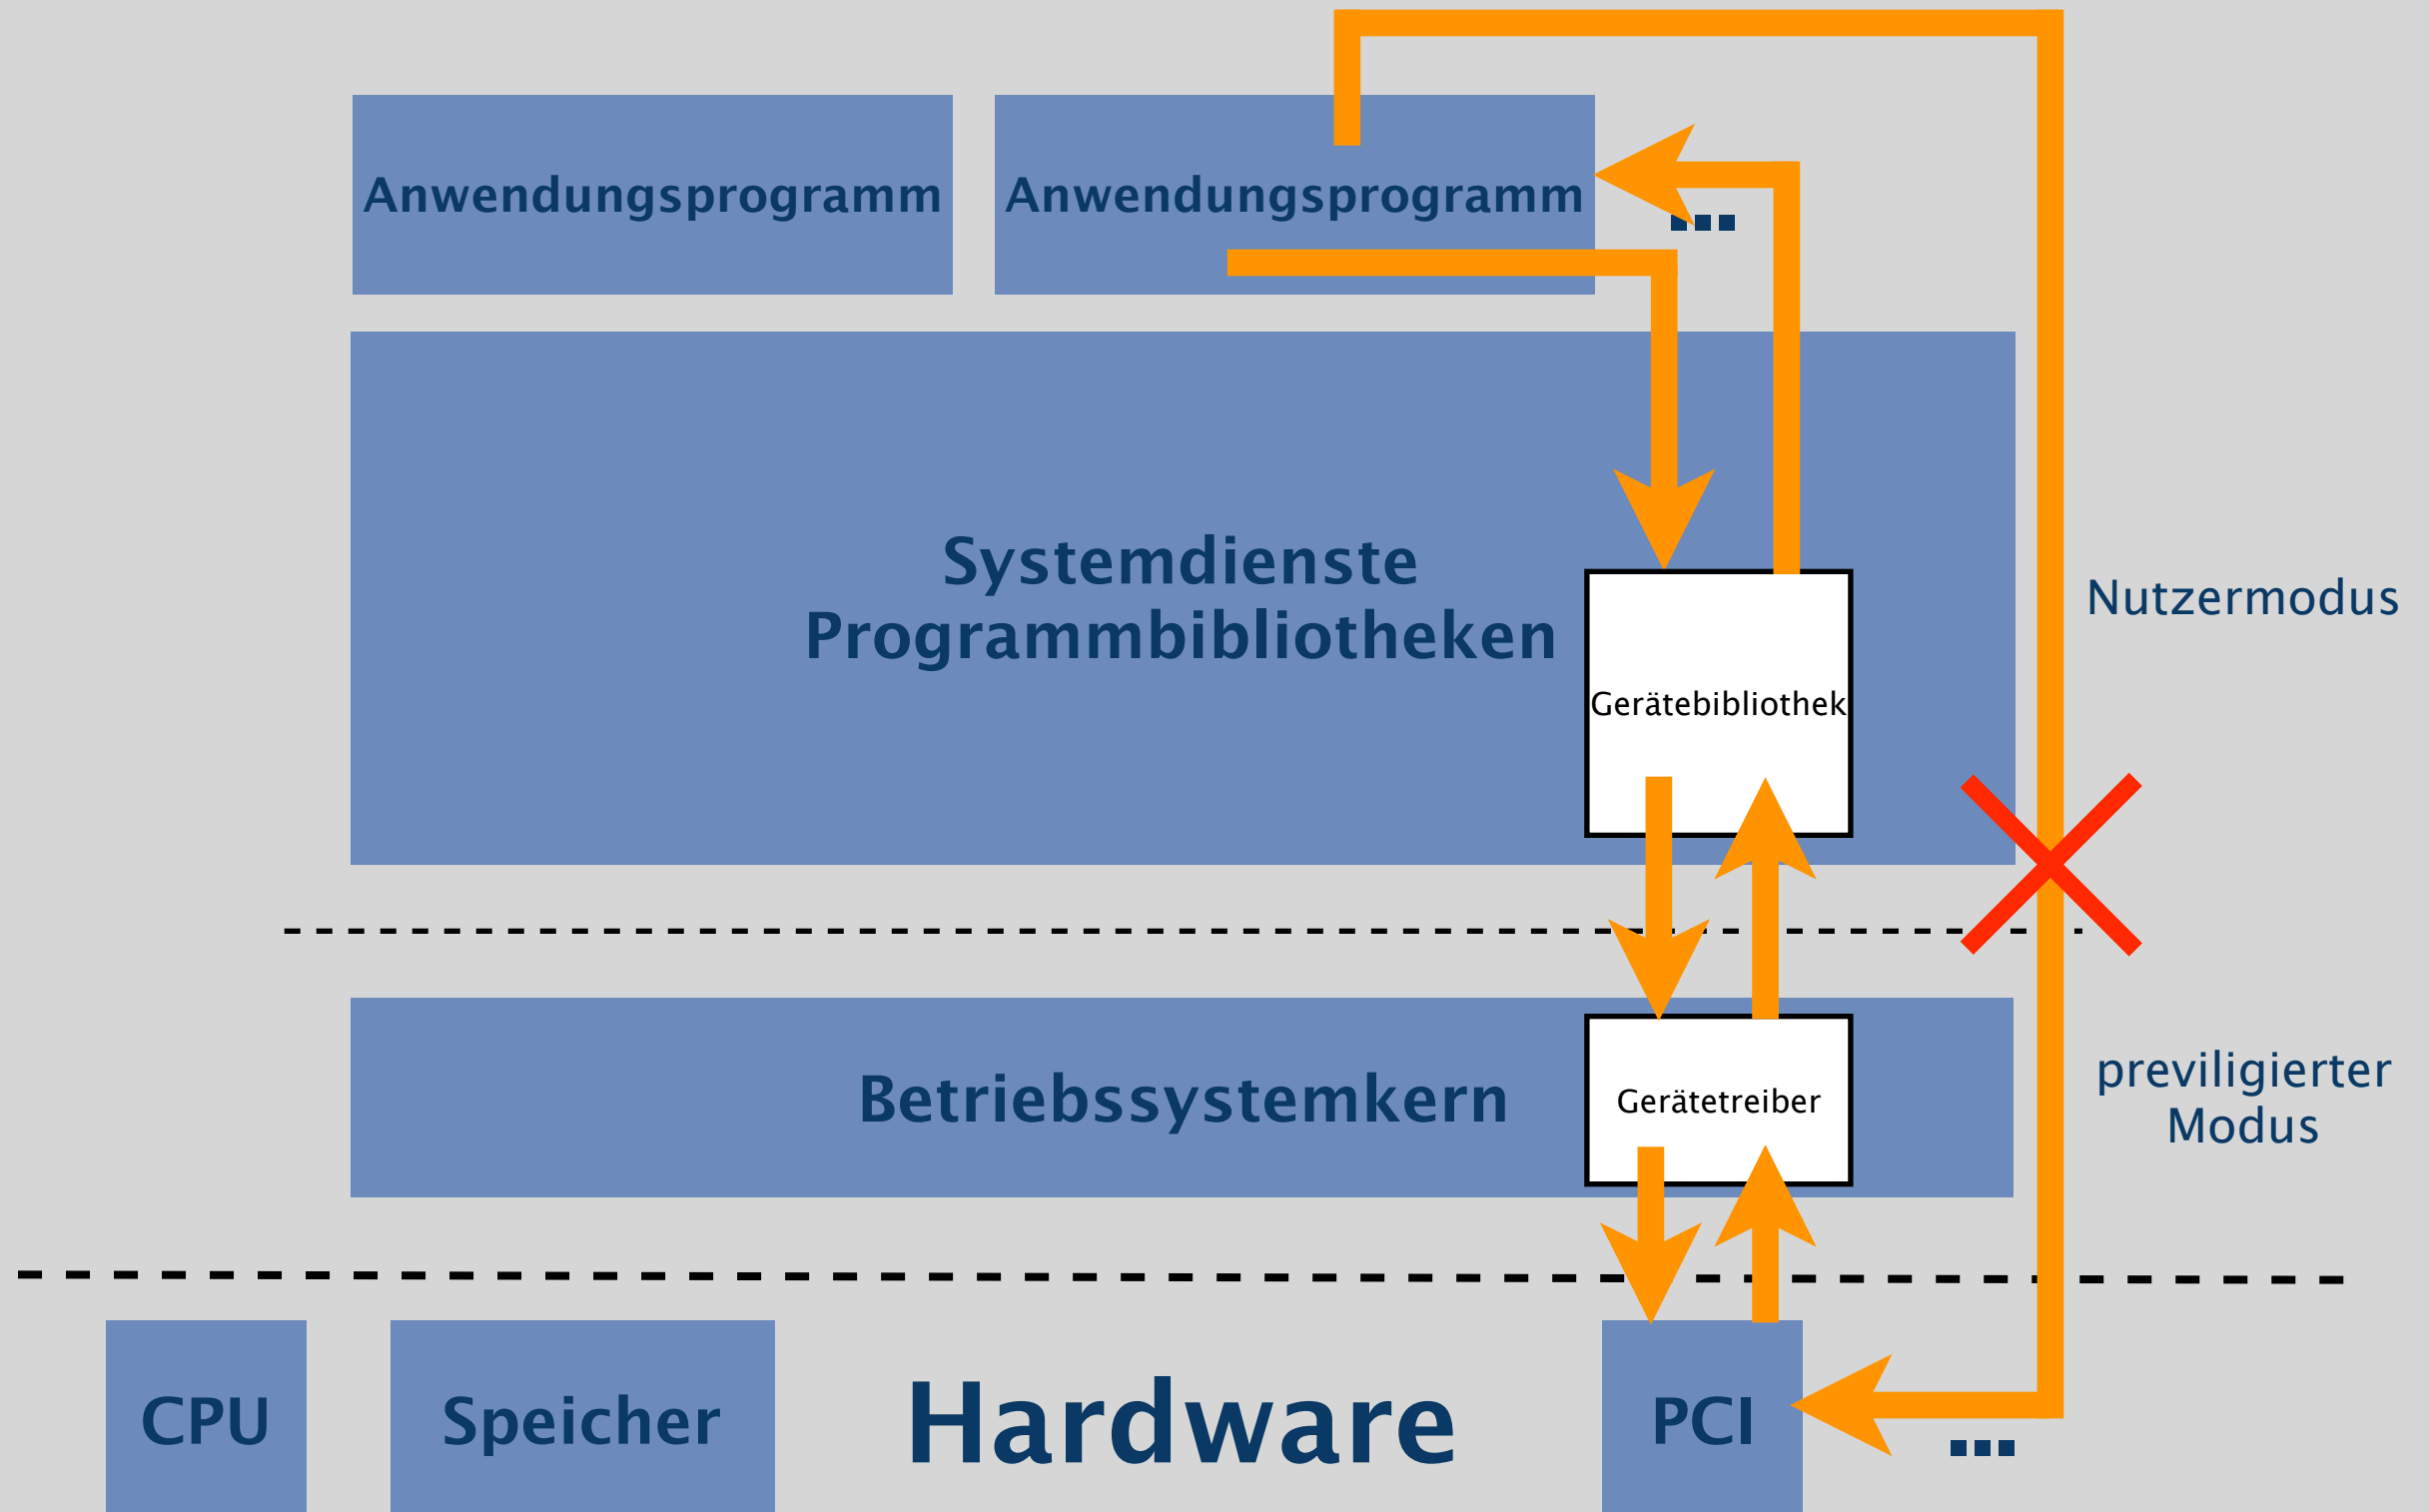 Anwendungsprogramm
Anwendungsprogramm
...
Systemdienste
Programmbibliotheken
Nutzermodus
Gerätebibliothek
Betriebssystemkern
Gerätetreiber
previligierter
Modus
CPU
Speicher
Hardware
PCI
...